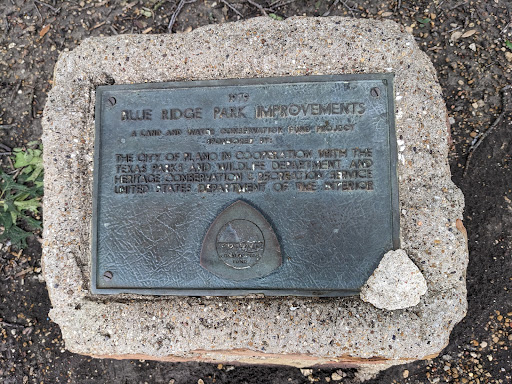 1979
BLUE RIDGE PARK IMPROVEMENTS
A LAND AND WATER CONSERVATION FUND PROJECT
SPONSORED BY:
THE CITY OF PLANO IN COOPERATION WITH THE
TEXAS PARKS AND WILDLIFE DEPARTMENT AND
HERITAGE CONSERVATION & RECREATION SERVICE
UNITED STATES DEPARTMENT OF THE INTERIOR